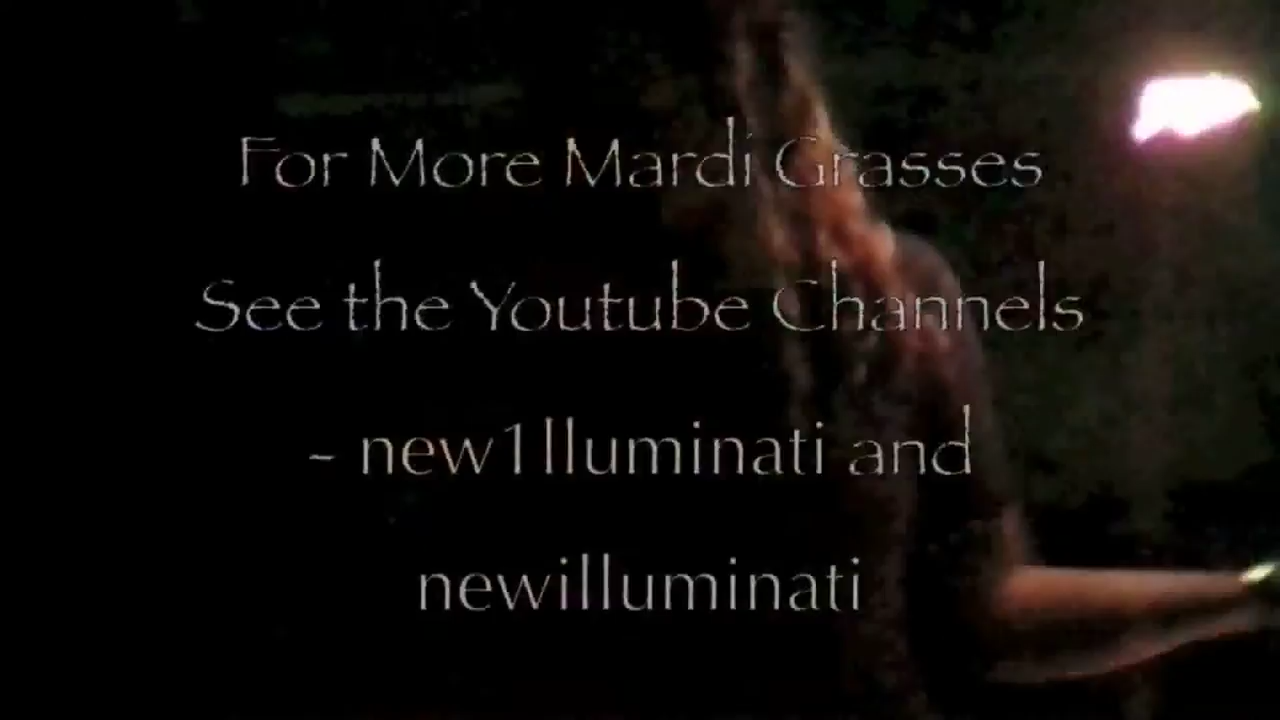 For More Mardi Grasses
See the Youtube Channels
- new1lluminati and
newilluminati